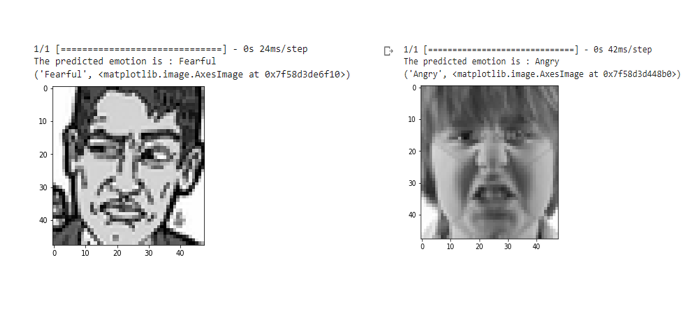 1/1 [==============================] - 0s 24ms/step
The predicted emotion is : Fearful
('Fearful', <matplotlib.image.AxesImage at 0x7f58d3de6f10>)
0
10
20
30
40
0 10 20 30 40
1/1 [==============================] - 0s 42ms/step
The predicted emotion is : Angry
('Angry', <matplotlib.image.AxesImage at 0x7f58d3d448b0>)
0
10
20
30
40
0 10 20 30 40